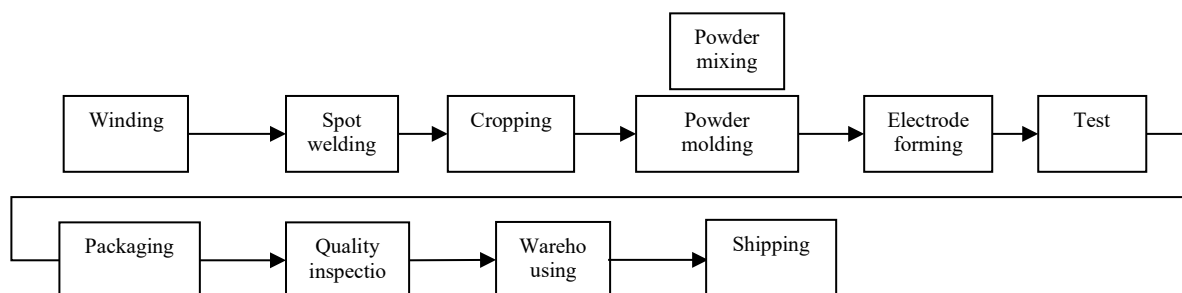 Powder
mixing
Winding
Spot
welding
Cropping
Powder
molding
Electrode
forming
Test
Packaging
Quality
inspectio
Wareho
using
Shipping